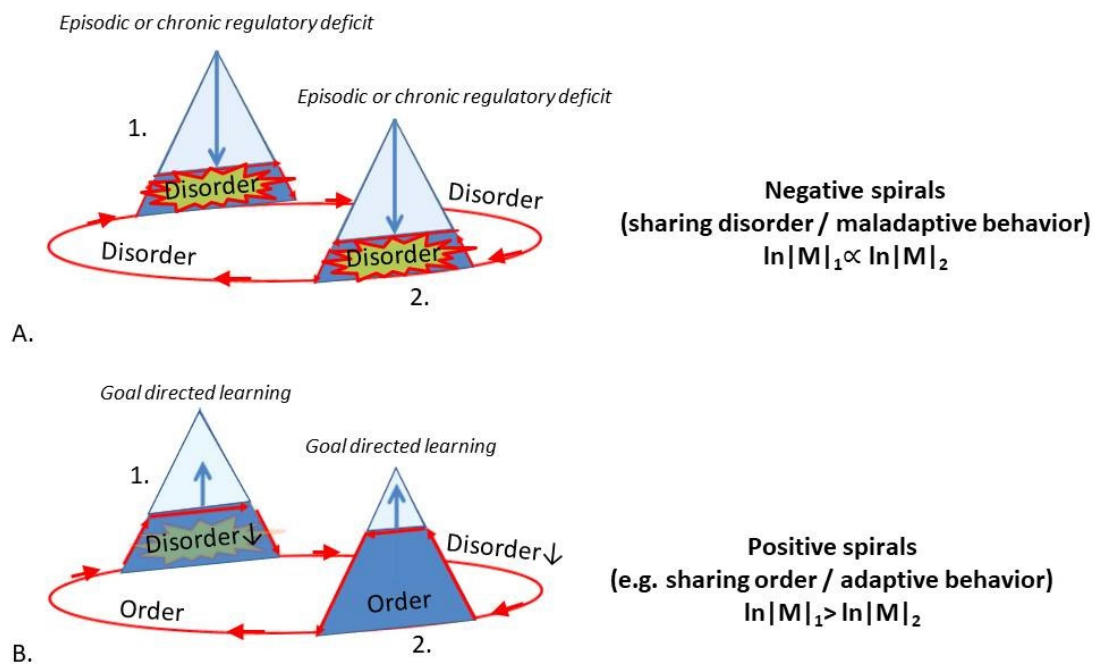 Episodic or chronic regulatory deficit
Episodic or chronic regulatory deficit
1.
Disorder
Disorder
Disorder
Disorder
2.
Negative spirals
(sharing disorder / maladaptive behavior)
ln|M|₁∝ ln|M|₂
A.
Goal directed learning
Goal directed learning
1.
Disorder↓
Disorder↓
Order
Order
2.
Positive spirals
(e.g. sharing order / adaptive behavior)
ln|M|₁> ln|M|₂
B.